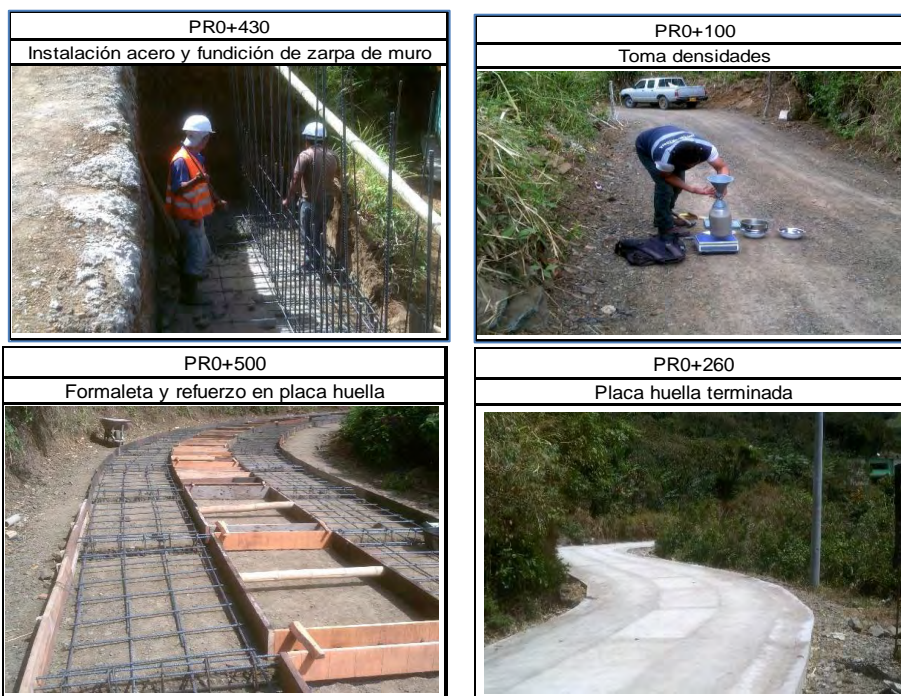 PR0+430
Instalación acero y fundición de zarpa de muro
PR0+100
Toma densidades
PR0+500
Formaleta y refuerzo en placa huella
PR0+260
Placa huella terminada